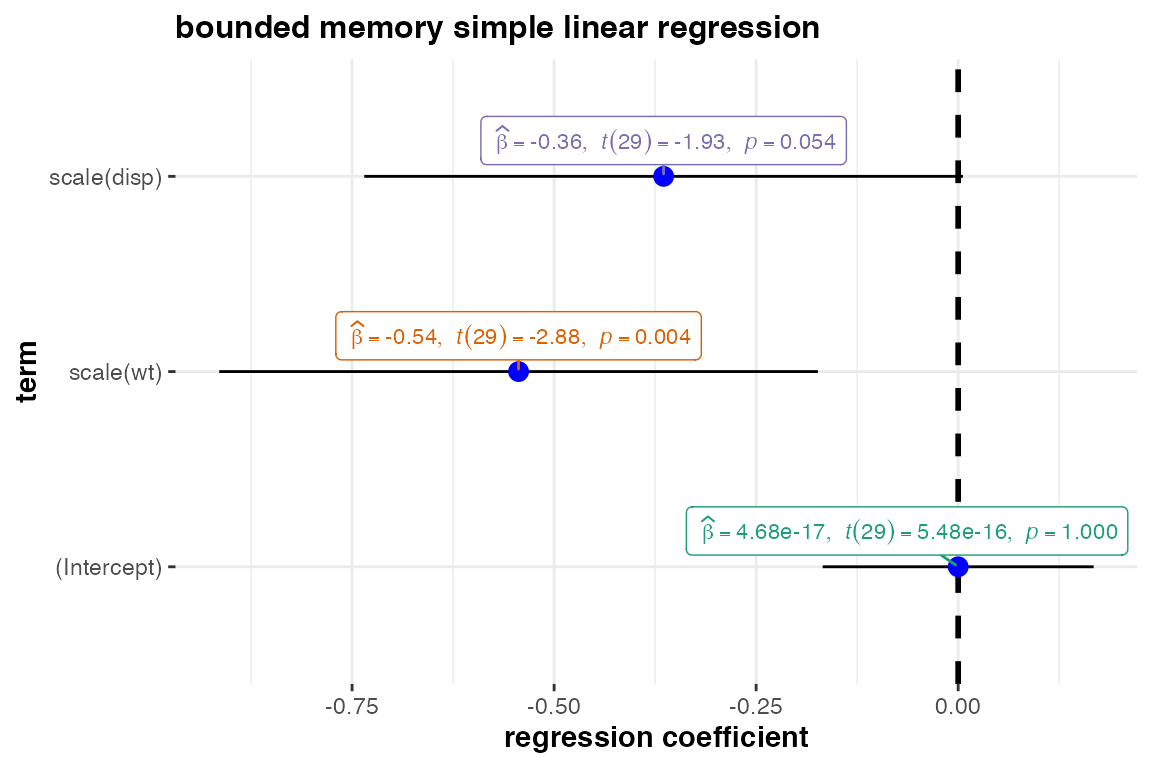 bounded memory simple linear regression
term
scale(disp)
β̂ = -0.36, t(29) = -1.93, p = 0.054
scale(wt)
β̂ = -0.54, t(29) = -2.88, p = 0.004
(Intercept)
β̂ = 4.68e-17, t(29) = 5.48e-16, p = 1.000
-0.75 -0.50 -0.25 0.00
regression coefficient